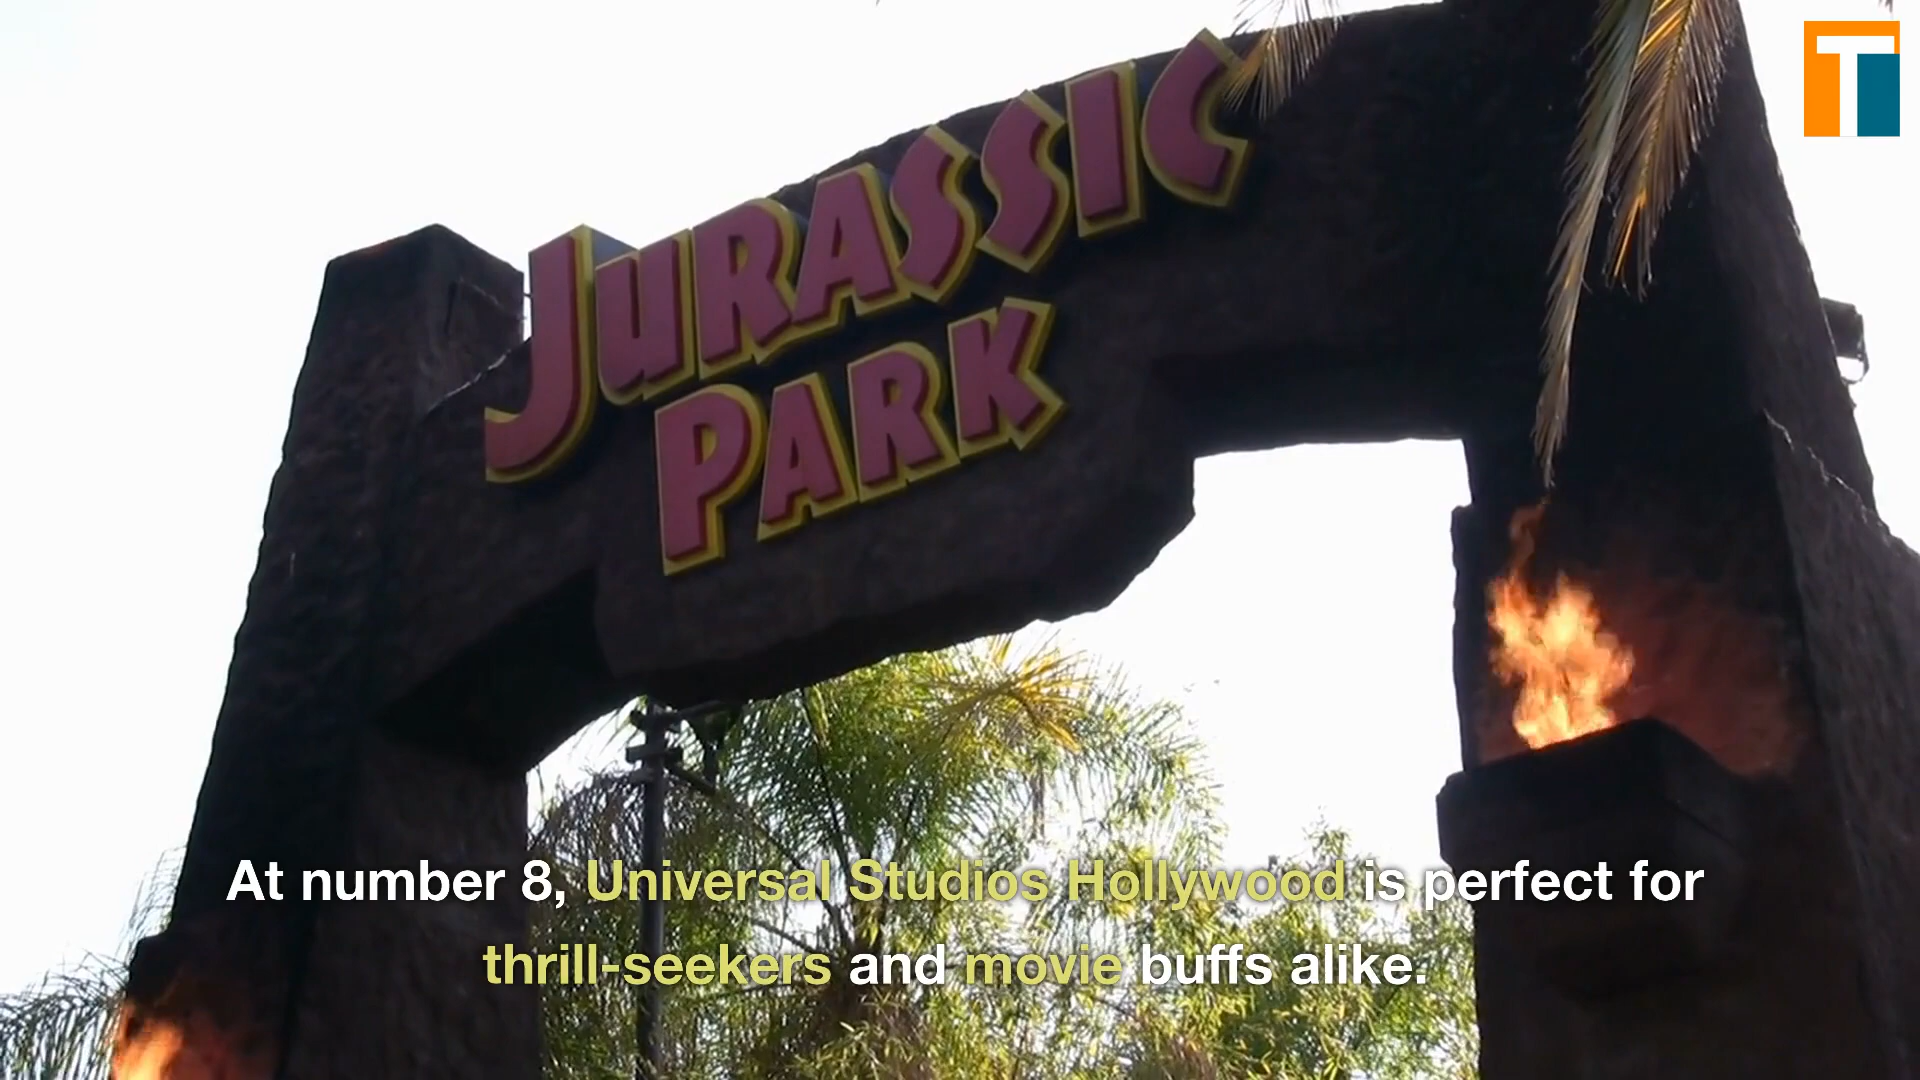 JURASSIC
PARK
T
At number 8, Universal Studios Hollywood is perfect for
thrill-seekers and movie buffs alike.